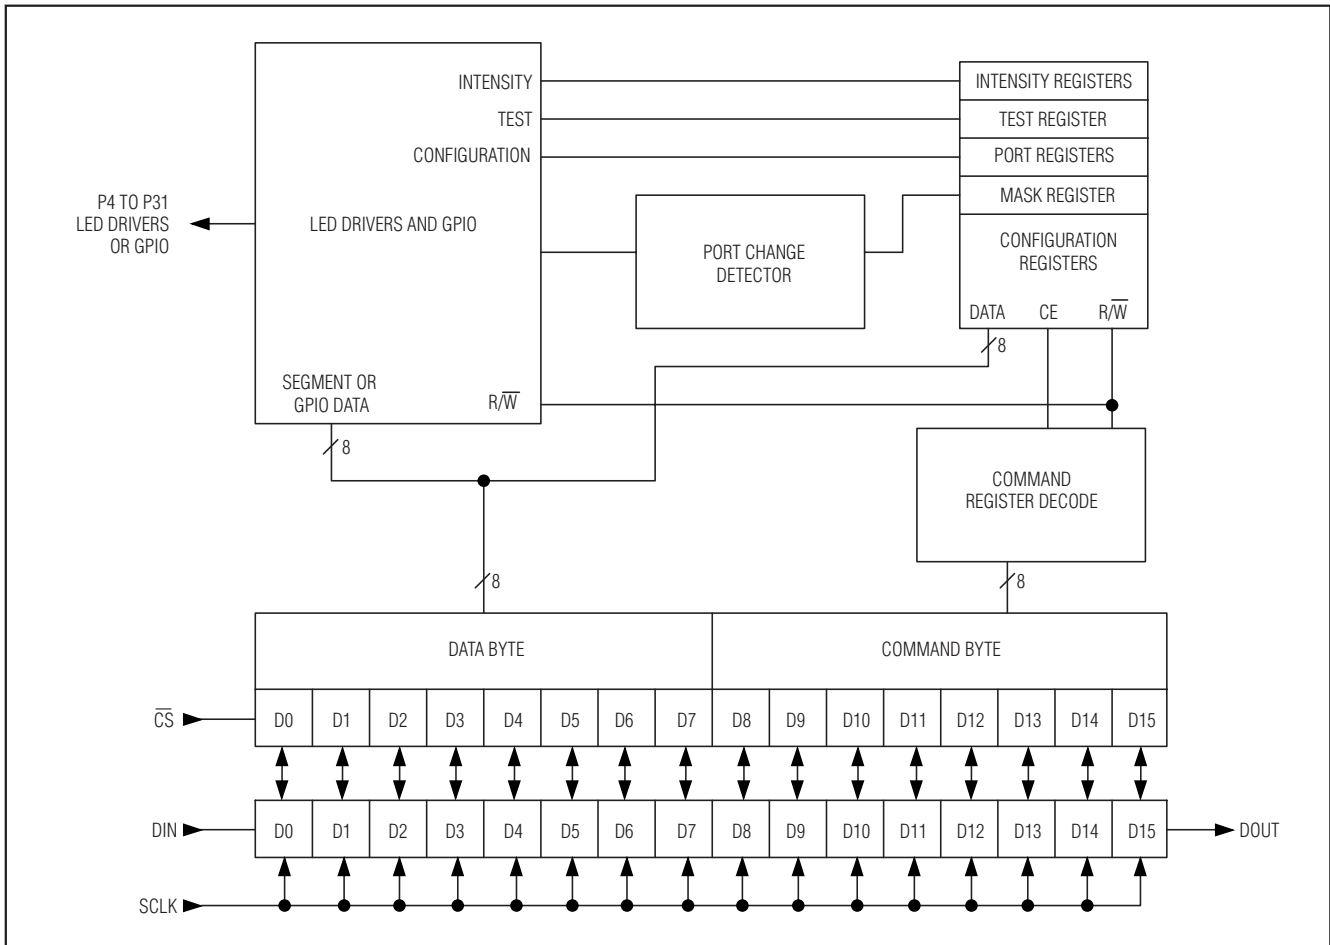 INTENSITY
TEST
CONFIGURATION
LED DRIVERS AND GPIO
SEGMENT OR
GPIO DATA
R/W̅
P4 TO P31
LED DRIVERS
OR GPIO
PORT CHANGE
DETECTOR
INTENSITY REGISTERS
TEST REGISTER
PORT REGISTERS
MASK REGISTER
CONFIGURATION
REGISTERS
DATA CE R/W̅
8
8
COMMAND
REGISTER DECODE
8
8
DATA BYTE COMMAND BYTE
C̅S̅ D0 D1 D2 D3 D4 D5 D6 D7 D8 D9 D10 D11 D12 D13 D14 D15
DIN D0 D1 D2 D3 D4 D5 D6 D7 D8 D9 D10 D11 D12 D13 D14 D15 DOUT
SCLK